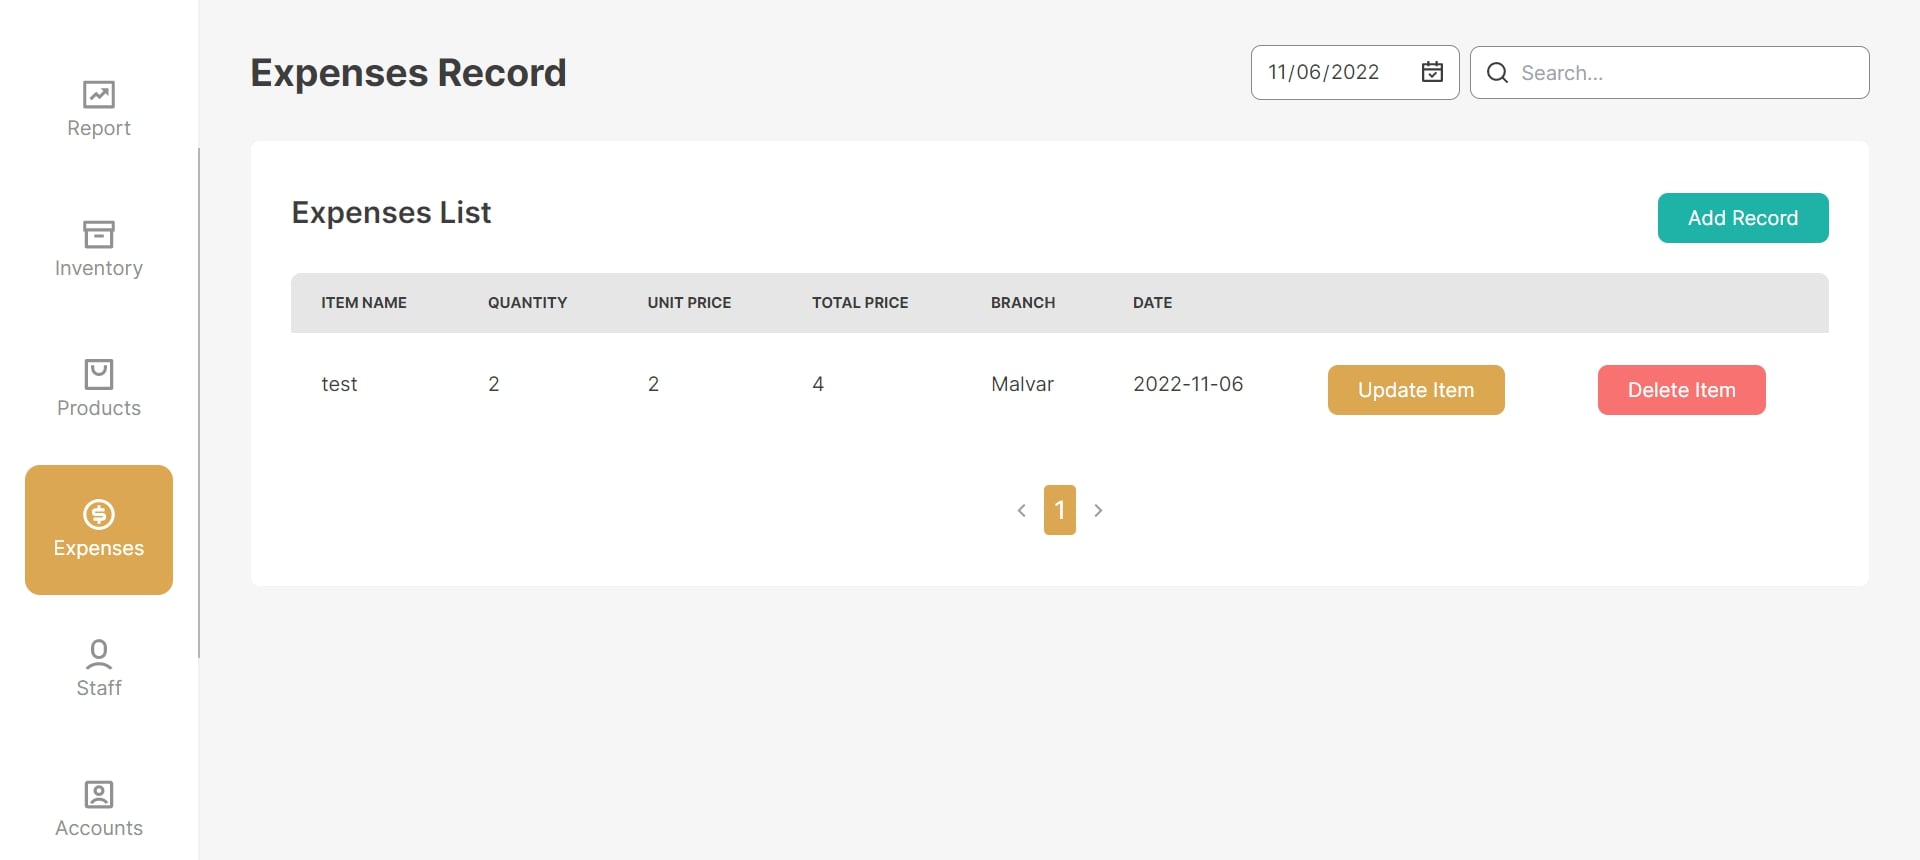 Report
Inventory
Products
Expenses
Staff
Accounts
Expenses Record
11/06/2022
Search...
Expenses List
Add Record
ITEM NAME QUANTITY UNIT PRICE TOTAL PRICE BRANCH DATE
test 2 2 4 Malvar 2022-11-06 Update Item Delete Item
1